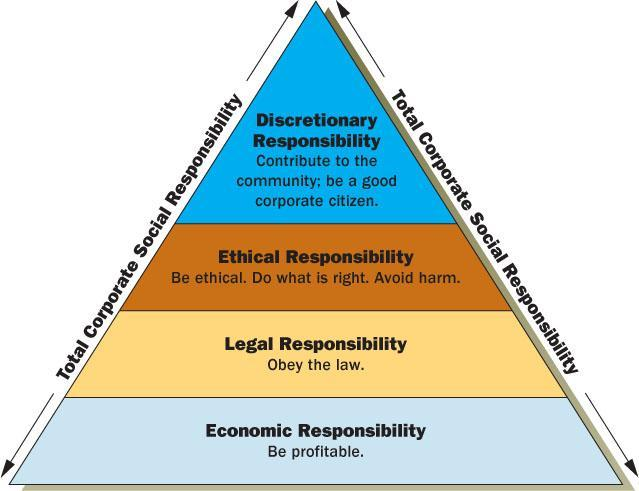 Total Corporate Social Responsibility
Total Corporate Social Responsibility
Discretionary
Responsibility
Contribute to the
community; be a good
corporate citizen.
Ethical Responsibility
Be ethical. Do what is right. Avoid harm.
Legal Responsibility
Obey the law.
Economic Responsibility
Be profitable.